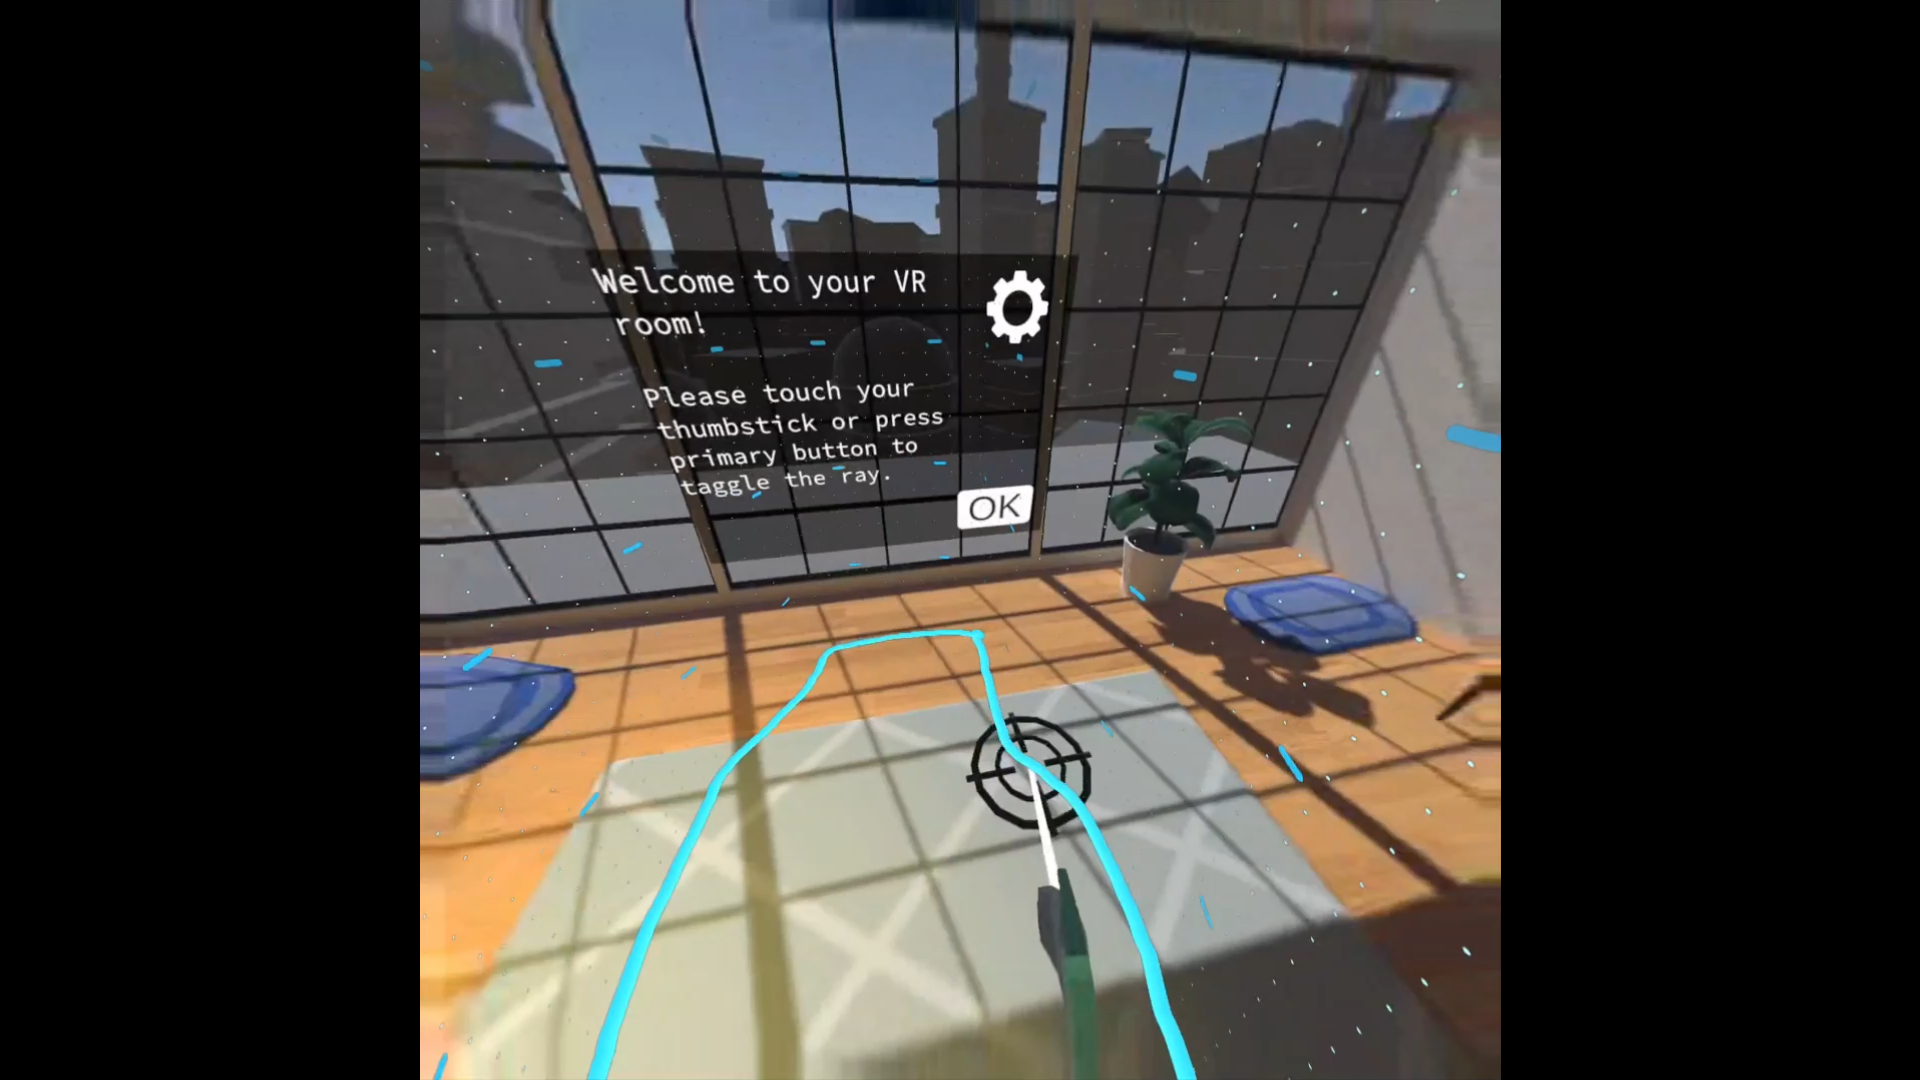 Welcome to your VR
room!
Please touch your
thumbstick or press
primary button to
taggle the ray.
OK